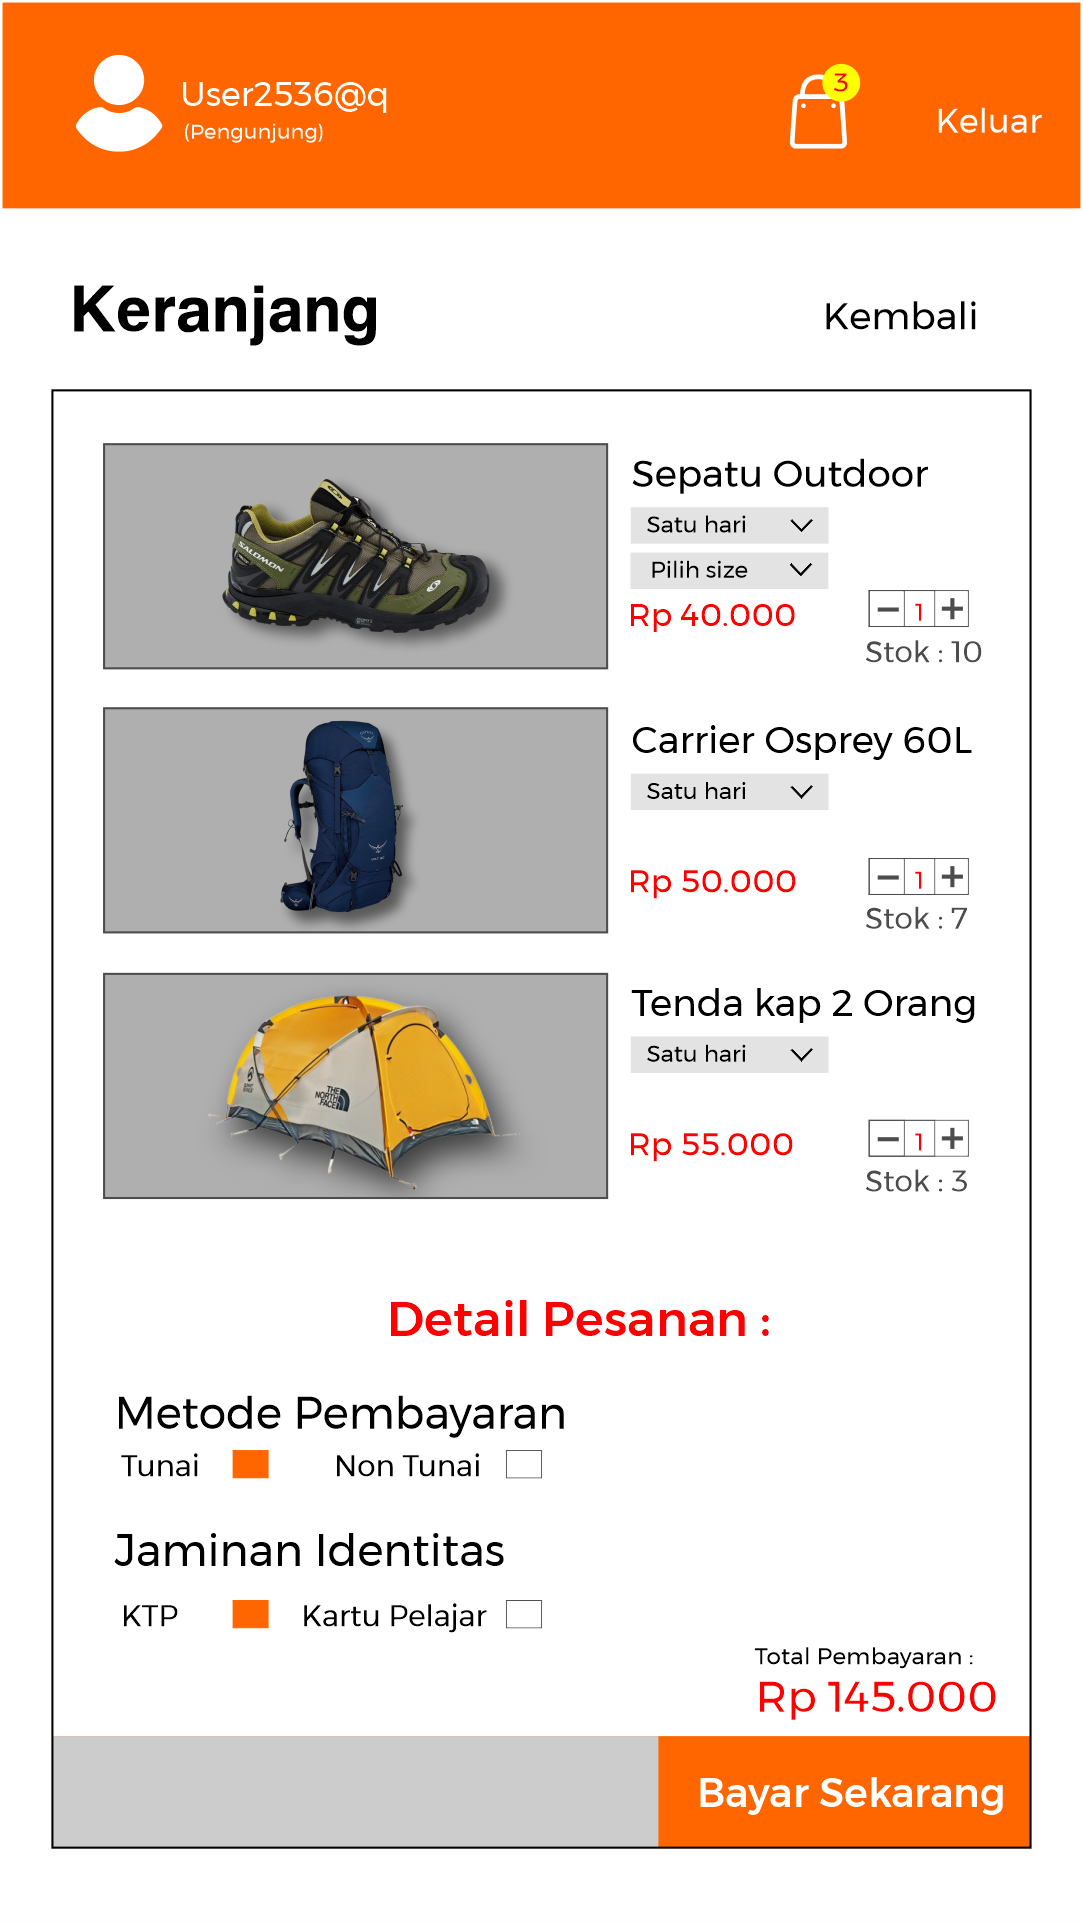 User2536@q
(Pengunjung)
3
Keluar
Keranjang
Kembali
SALOMON
Sepatu Outdoor
Satu hari
Pilih size
Rp 40.000
1
Stok : 10
Carrier Osprey 60L
Satu hari
Rp 50.000
1
Stok : 7
THE
NORTH
FACE
Tenda kap 2 Orang
Satu hari
Rp 55.000
1
Stok : 3
Detail Pesanan :
Metode Pembayaran
Tunai
Non Tunai
Jaminan Identitas
KTP
Kartu Pelajar
Total Pembayaran :
Rp 145.000
Bayar Sekarang